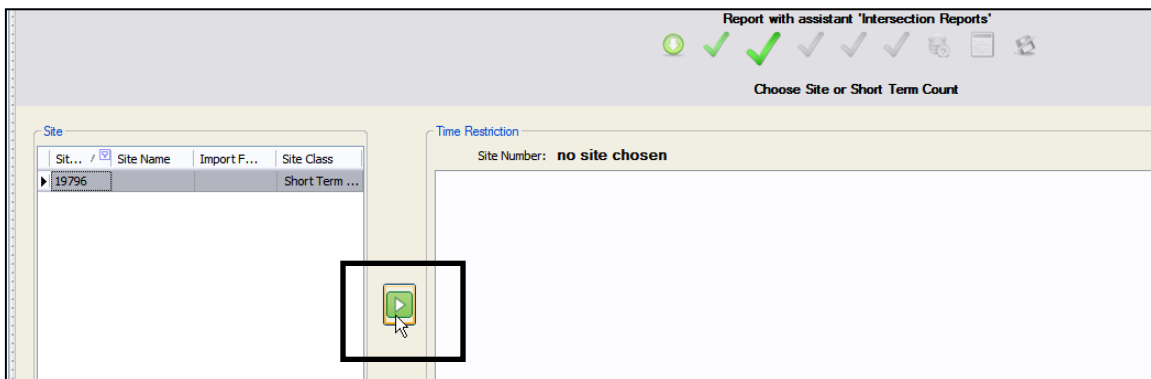 Report with assistant 'Intersection Reports'
Choose Site or Short Term Count
Site
Time Restriction
Sit... / Site Name Import F... Site Class
Site Number: no site chosen
19796 Short Term ...